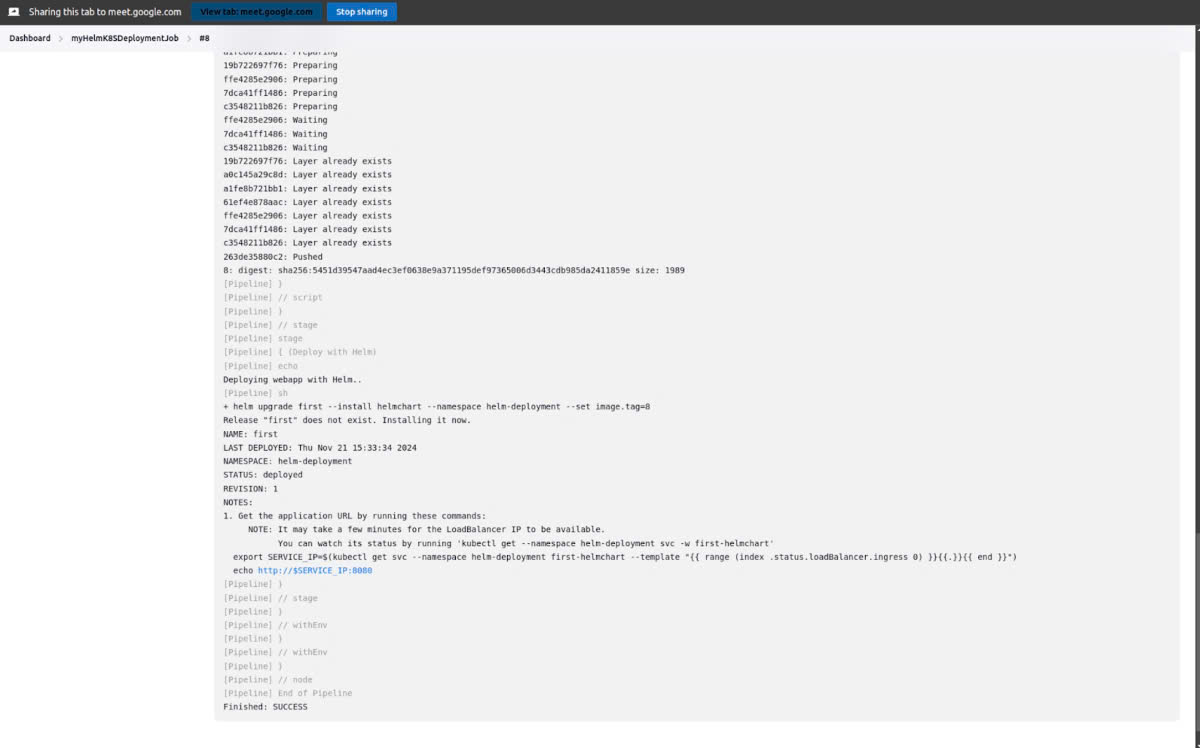 Sharing this tab to meet.google.com View tab: meet.google.com Stop sharing
Dashboard > myHelmK8SDeploymentJob > #8
19b722697f76: Preparing
ffe4285e2906: Preparing
7dca41ff1486: Preparing
c3548211b826: Preparing
ffe4285e2906: Waiting
7dca41ff1486: Waiting
c3548211b826: Waiting
19b722697f76: Layer already exists
a0c145a29c8d: Layer already exists
a1fe8b721bb1: Layer already exists
61ef4e878aac: Layer already exists
ffe4285e2906: Layer already exists
7dca41ff1486: Layer already exists
c3548211b826: Layer already exists
263de35880c2: Pushed
8: digest: sha256:5451d39547aad4ec3ef0638e9a371195def97365006d3443cdb985da2411859e size: 1989
[Pipeline] }
[Pipeline] // script
[Pipeline] }
[Pipeline] // stage
[Pipeline] stage
[Pipeline] { (Deploy with Helm)
[Pipeline] echo
Deploying webapp with Helm..
[Pipeline] sh
+ helm upgrade first --install helmchart --namespace helm-deployment --set image.tag=8
Release "first" does not exist. Installing it now.
NAME: first
LAST DEPLOYED: Thu Nov 21 15:33:34 2024
NAMESPACE: helm-deployment
STATUS: deployed
REVISION: 1
NOTES:
1. Get the application URL by running these commands:
NOTE: It may take a few minutes for the LoadBalancer IP to be available.
You can watch its status by running 'kubectl get --namespace helm-deployment svc -w first-helmchart'
export SERVICE_IP=$(kubectl get svc --namespace helm-deployment first-helmchart --template "{{ range (index .status.loadBalancer.ingress 0) }}{{.}}{{ end }}")
echo http://$SERVICE_IP:8080
[Pipeline] }
[Pipeline] // stage
[Pipeline] }
[Pipeline] // withEnv
[Pipeline] }
[Pipeline] // withEnv
[Pipeline] }
[Pipeline] // node
[Pipeline] End of Pipeline
Finished: SUCCESS